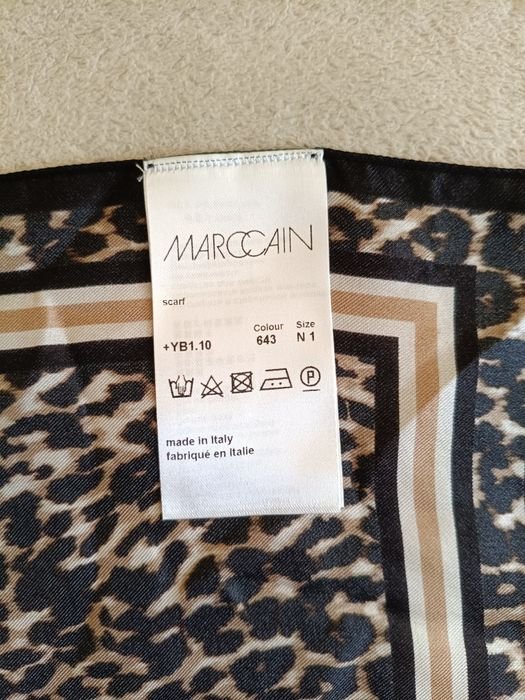 MARCCAIN
scarf
Colour Size
+YB1.10 643 N 1
P
made in Italy
fabriqué en Italie